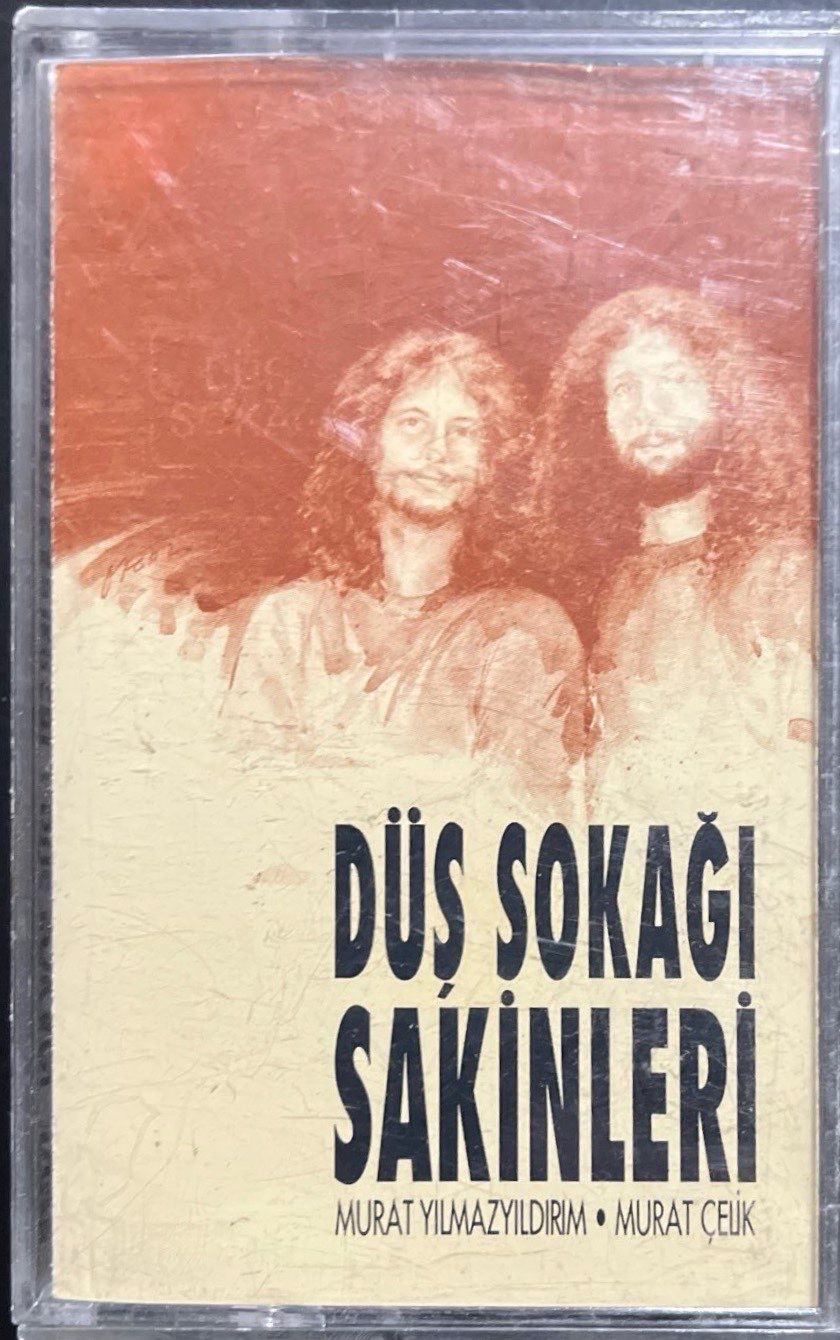 DÜŞ SOKAĞI
SAKİNLERİ
MURAT YILMAZYILDIRIM • MURAT ÇELİK